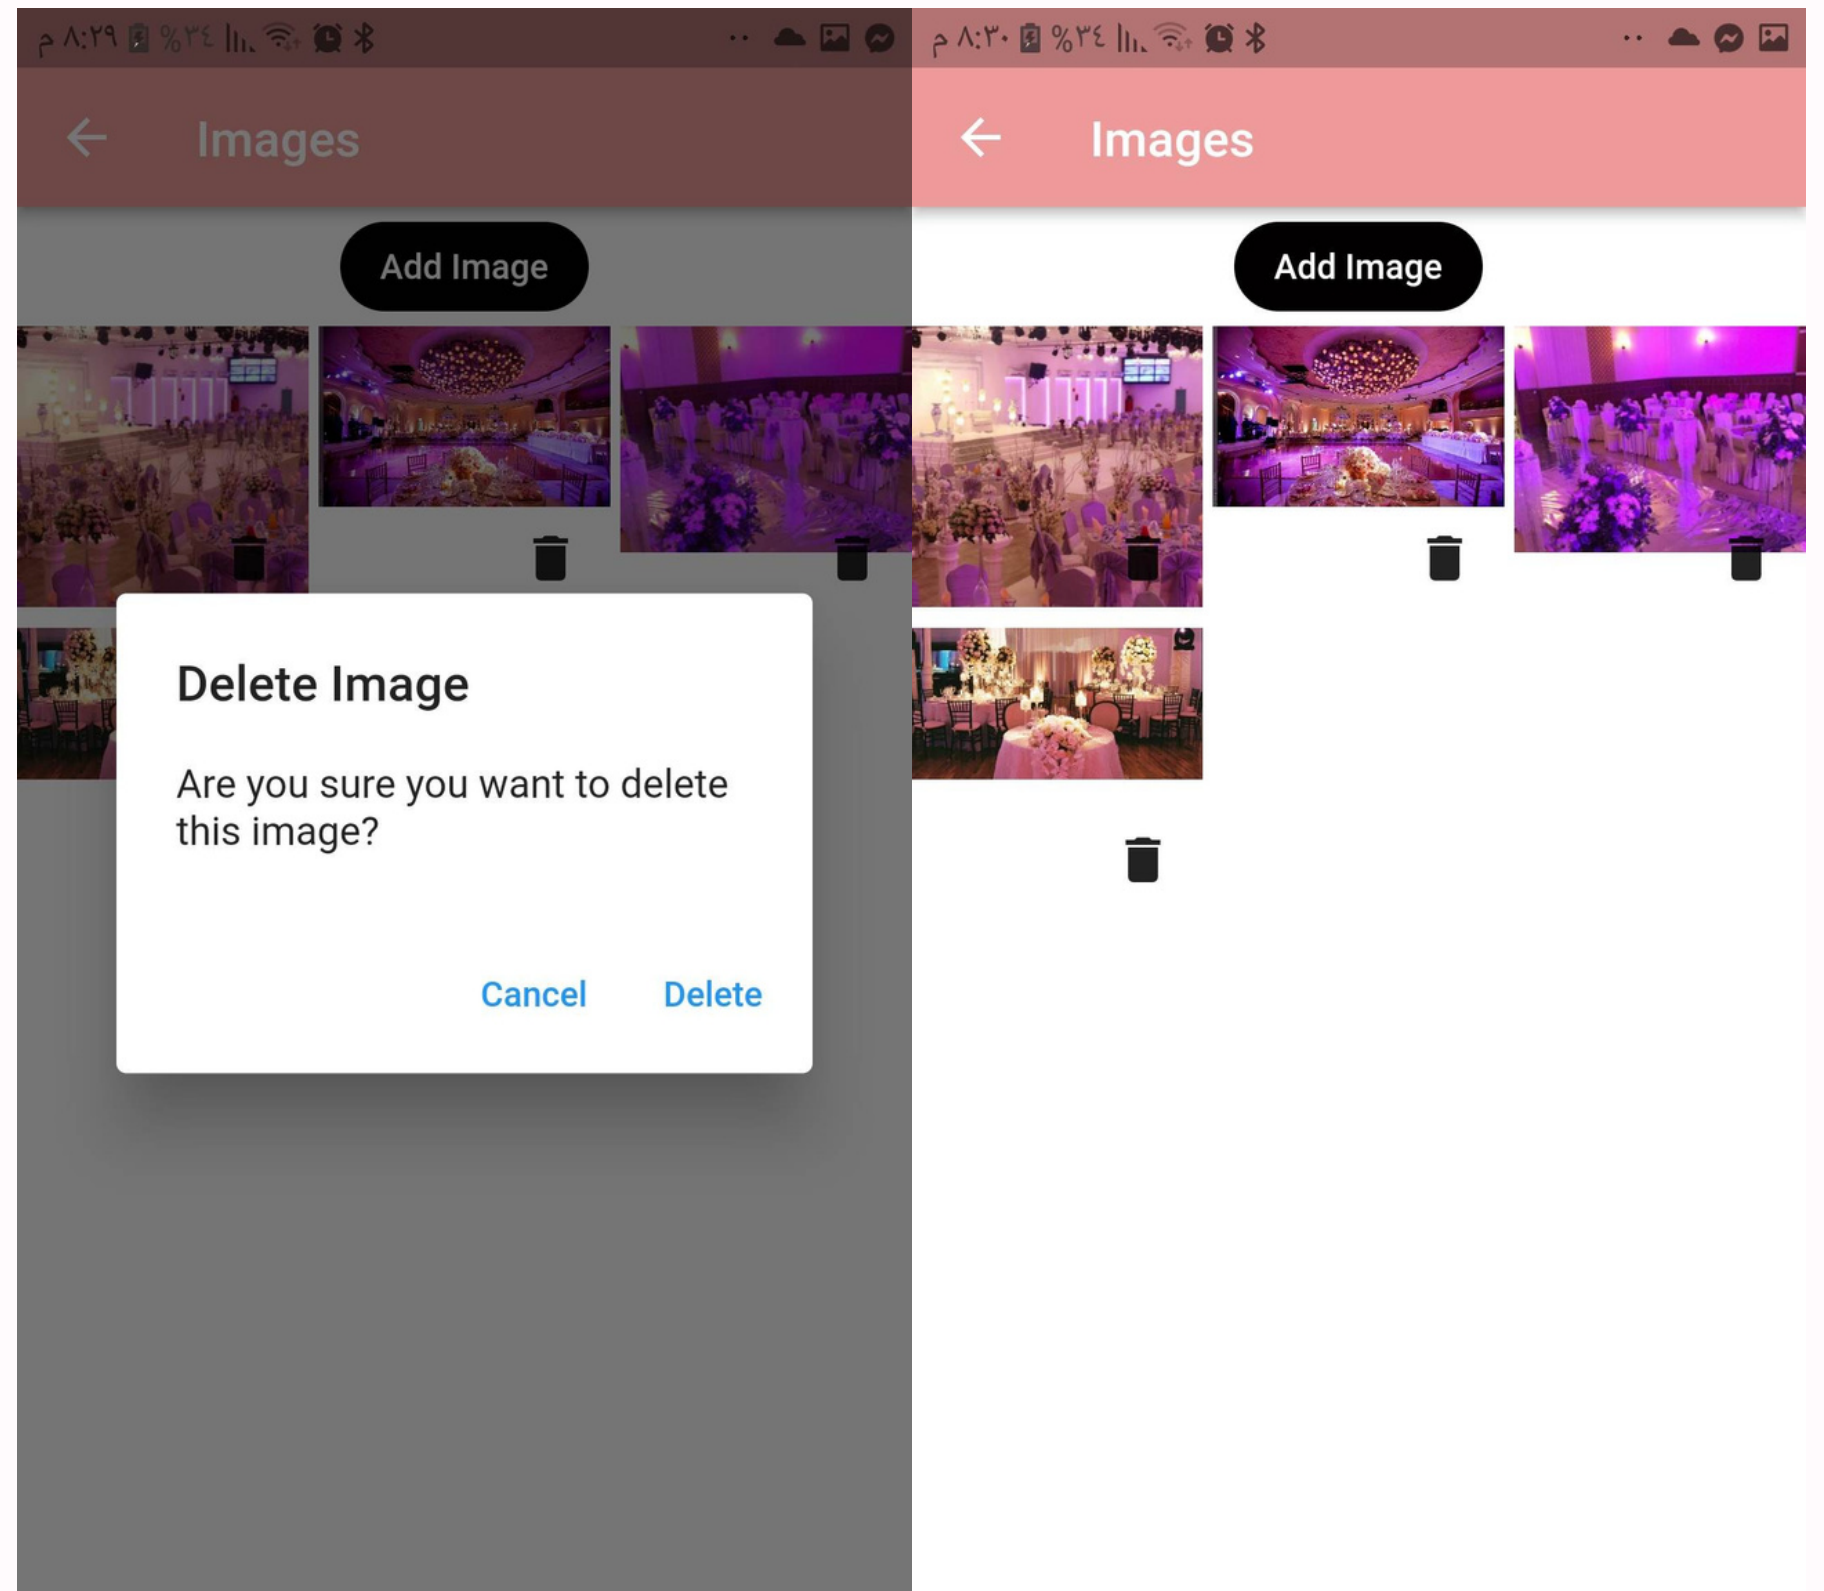 ٨:٢٩ م %٣٤
Images
Add Image
Delete Image
Are you sure you want to delete
this image?
Cancel Delete
٨:٣٠ م %٣٤
Images
Add Image